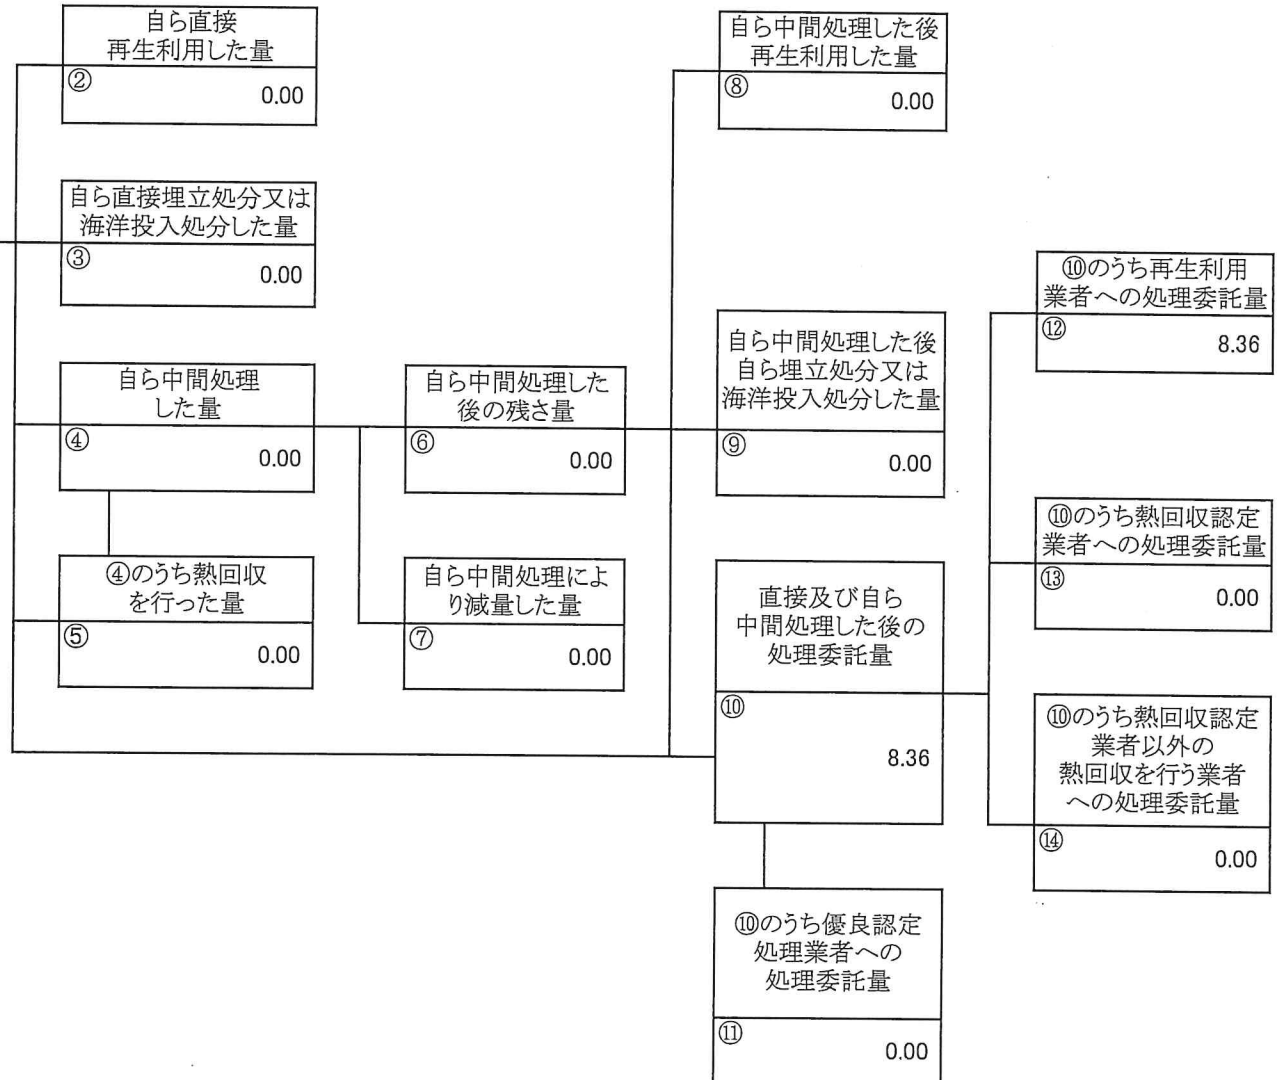 自ら直接
再生利用した量
②
0.00
自ら直接埋立処分又は
海洋投入処分した量
③
0.00
自ら中間処理
した量
④
0.00
④のうち熱回収
を行った量
⑤
0.00
自ら中間処理した
後の残さ量
⑥
0.00
自ら中間処理によ
り減量した量
⑦
0.00
自ら中間処理した後
再生利用した量
⑧
0.00
自ら中間処理した後
自ら埋立処分又は
海洋投入処分した量
⑨
0.00
直接及び自ら
中間処理した後の
処理委託量
⑩
8.36
⑩のうち優良認定
処理業者への
処理委託量
⑪
0.00
⑩のうち再生利用
業者への処理委託量
⑫
8.36
⑩のうち熱回収認定
業者への処理委託量
⑬
0.00
⑩のうち熱回収認定
業者以外の
熱回収を行う業者
への処理委託量
⑭
0.00